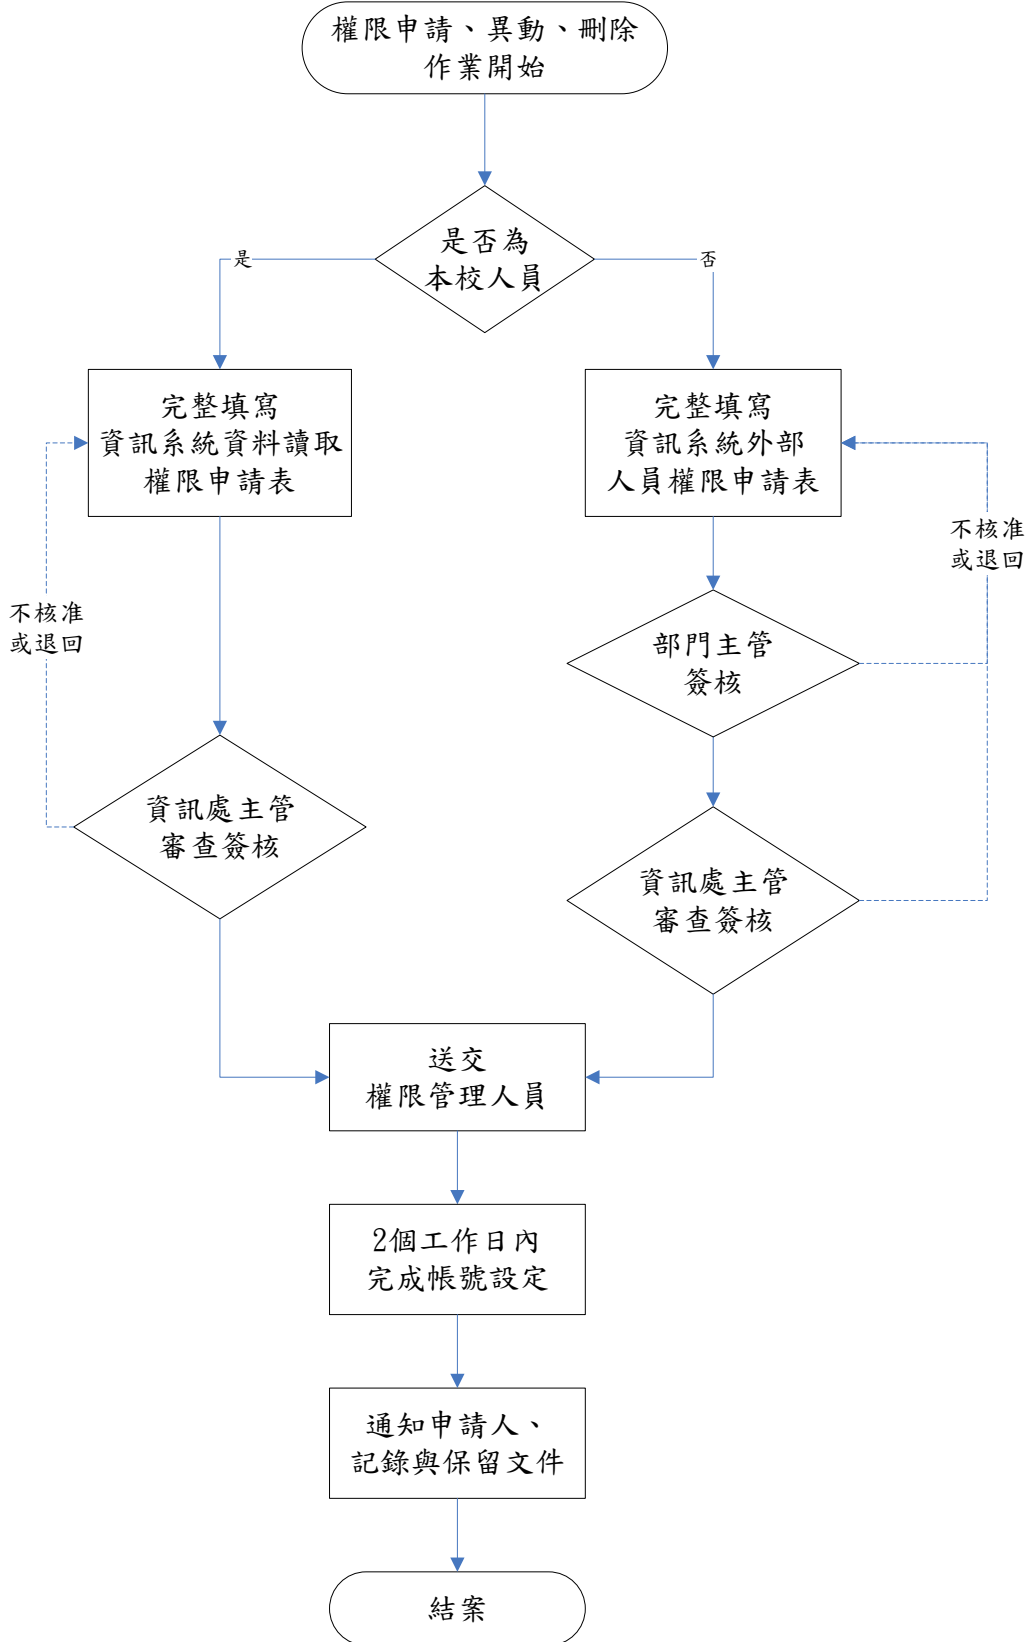 權限申請、異動、刪除
作業開始
是否為
本校人員
是
否
完整填寫
資訊系統資料讀取
權限申請表
完整填寫
資訊系統外部
人員權限申請表
不核准
或退回
不核准
或退回
部門主管
簽核
資訊處主管
審查簽核
資訊處主管
審查簽核
送交
權限管理人員
2個工作日內
完成帳號設定
通知申請人、
記錄與保留文件
結案